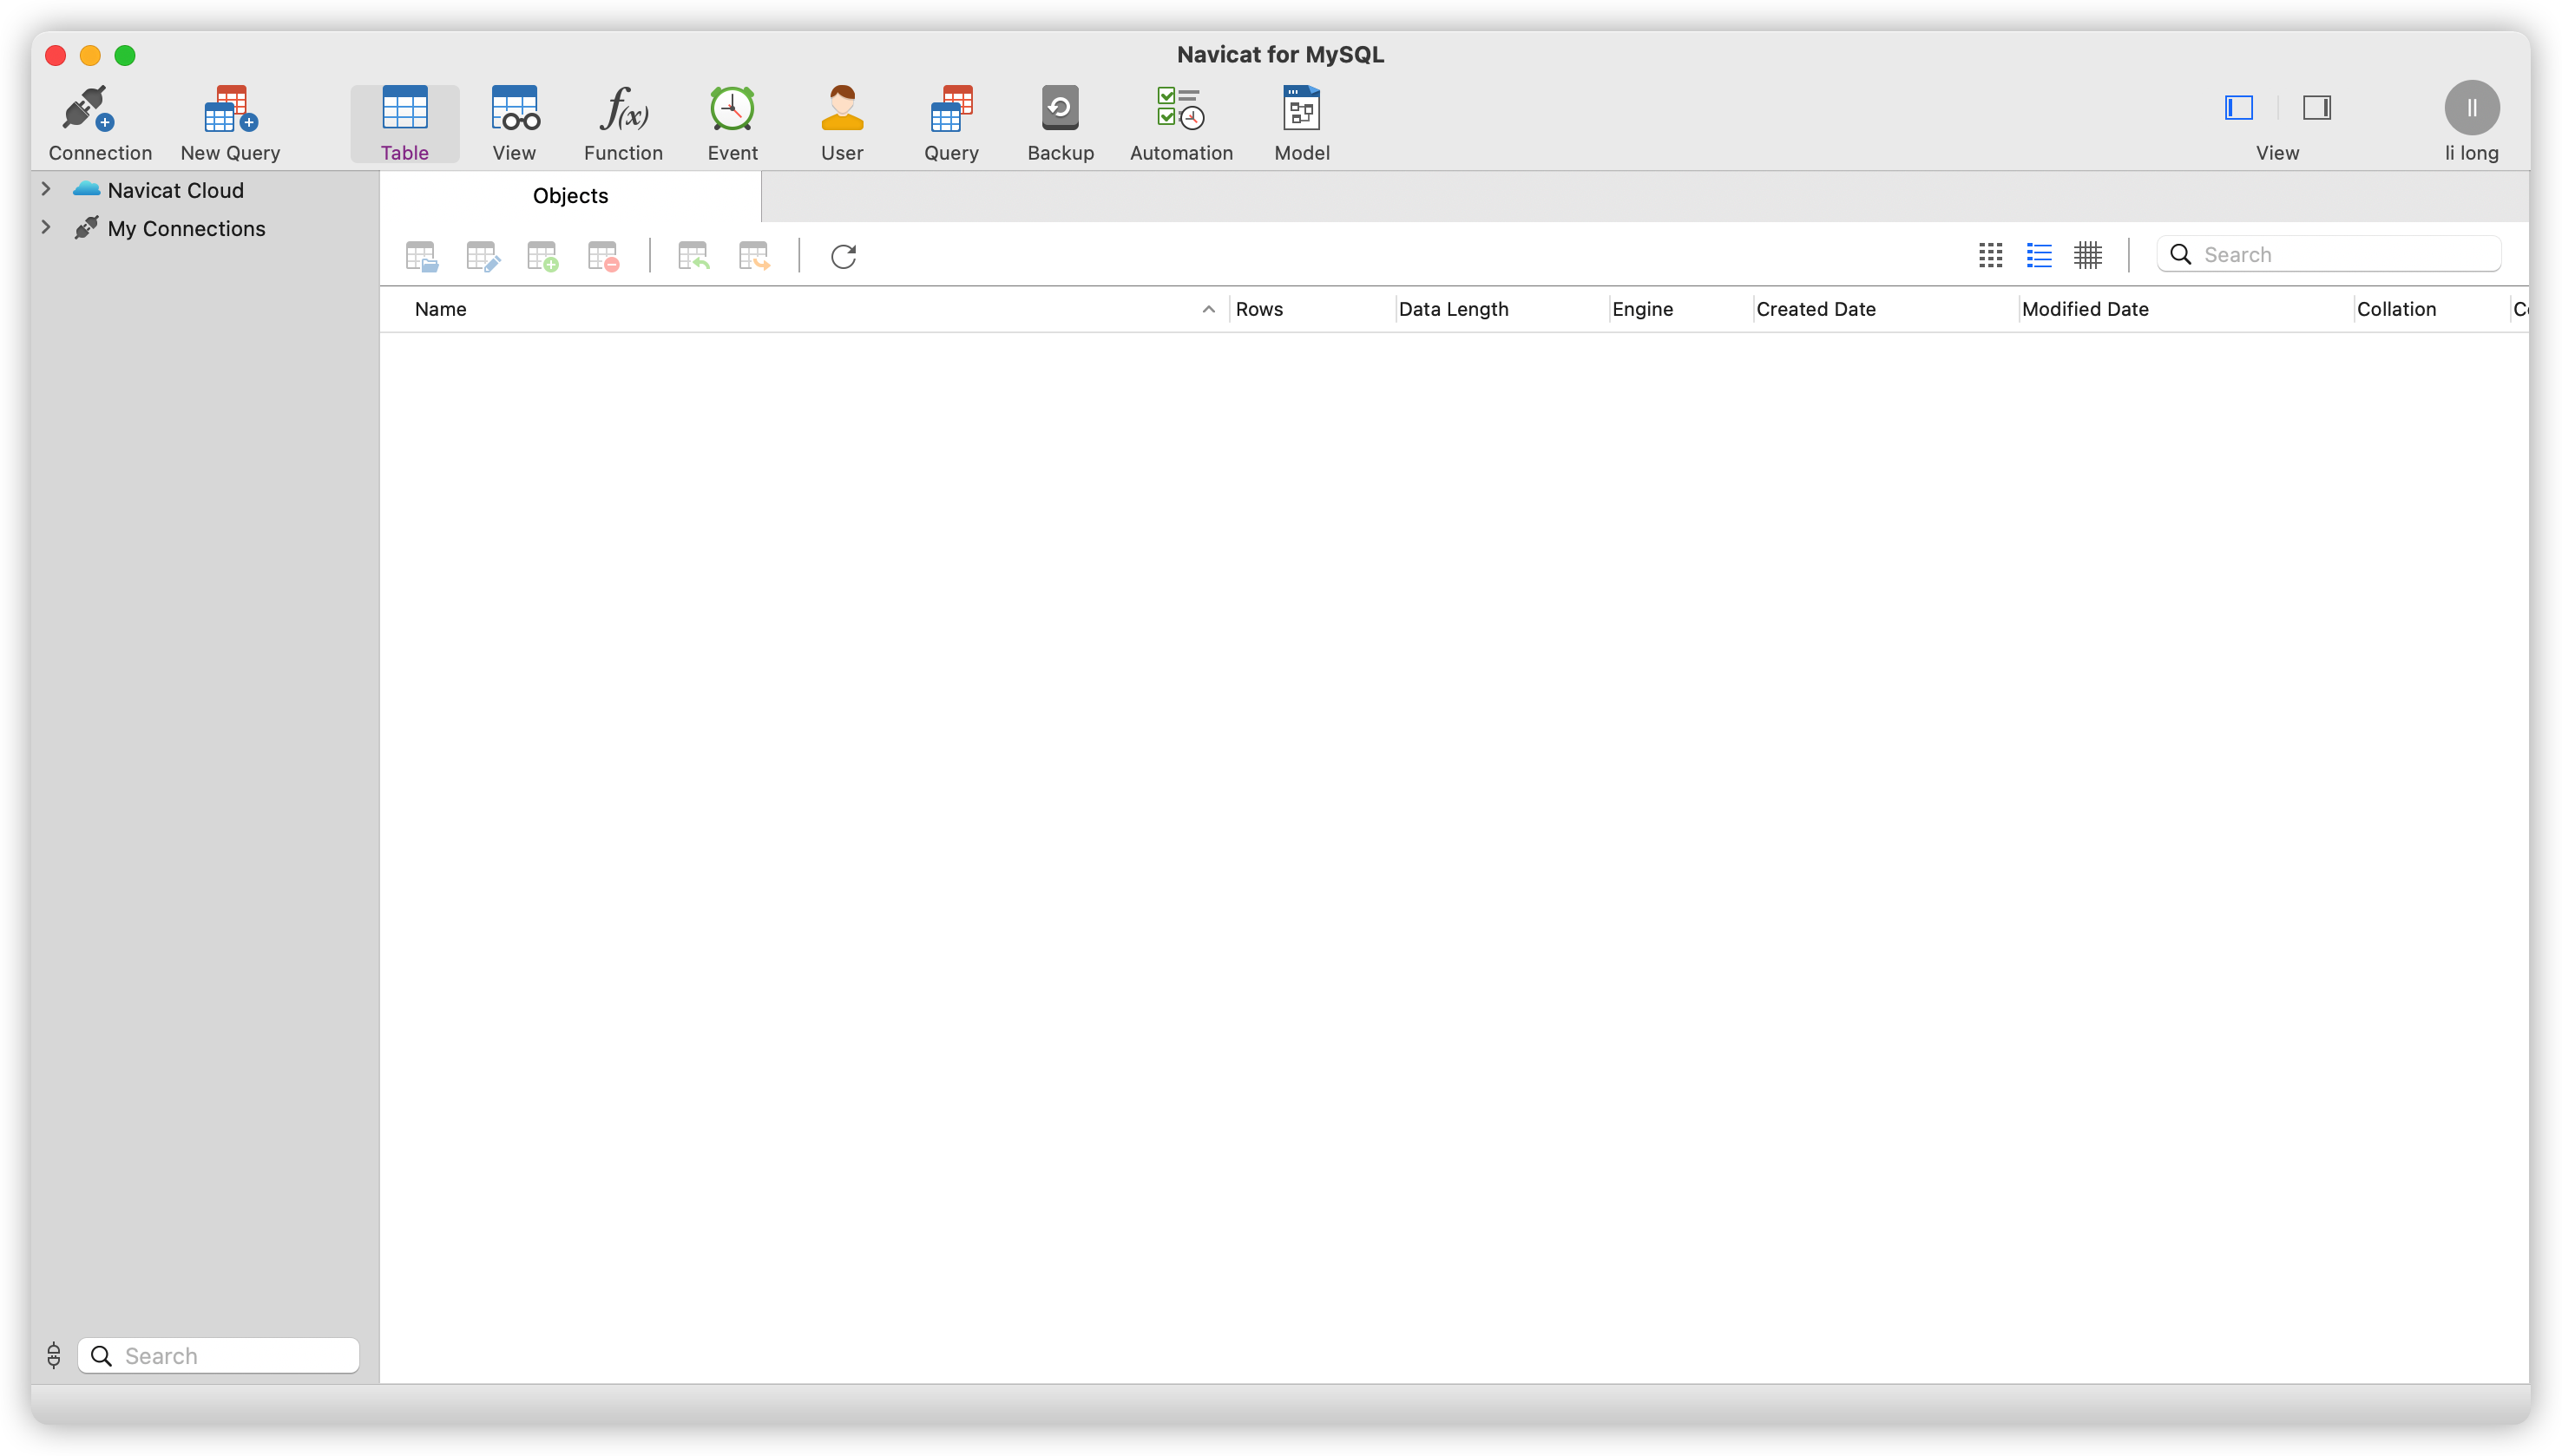 Navicat for MySQL
Connection New Query Table View Function Event User Query Backup Automation Model View li long
Navicat Cloud
My Connections
Objects
Search
Name Rows Data Length Engine Created Date Modified Date Collation
Search